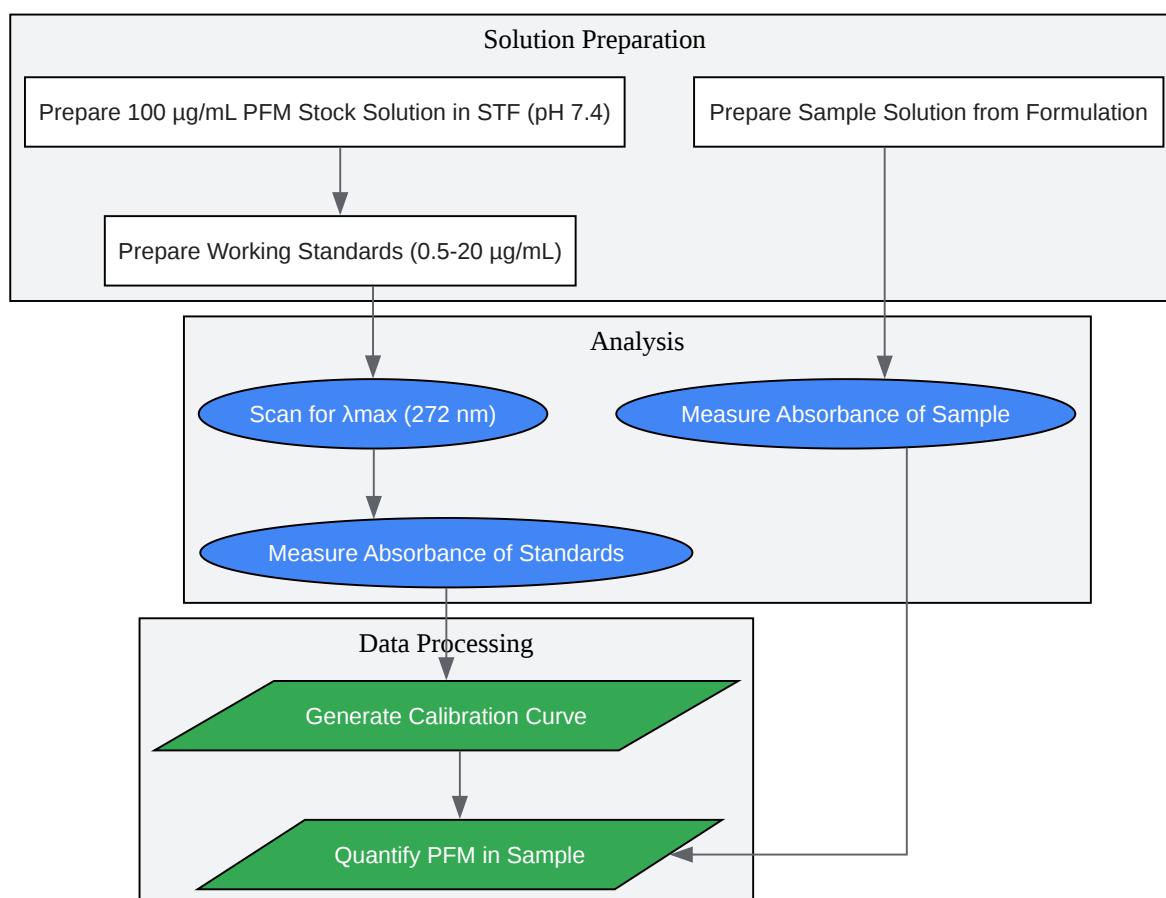 Solution Preparation
Prepare 100 µg/mL PFM Stock Solution in STF (pH 7.4)
Prepare Sample Solution from Formulation
Prepare Working Standards (0.5-20 µg/mL)
Analysis
Scan for λmax (272 nm)
Measure Absorbance of Sample
Measure Absorbance of Standards
Data Processing
Generate Calibration Curve
Quantify PFM in Sample